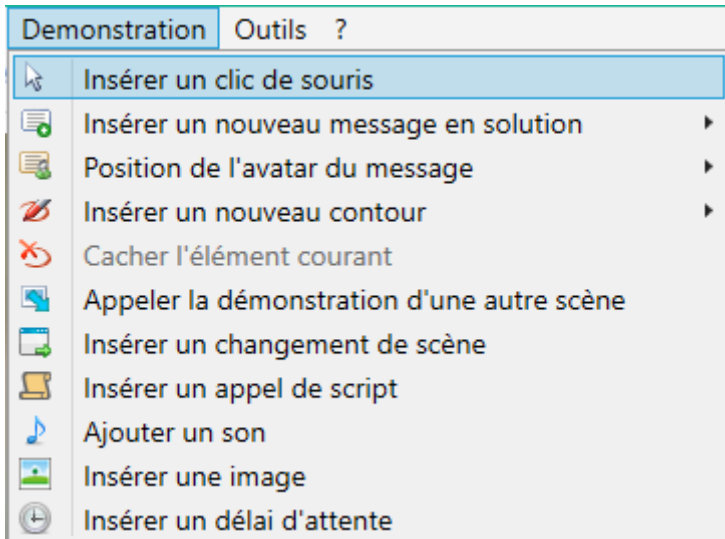 Demonstration Outils ?
Insérer un clic de souris
Insérer un nouveau message en solution
Position de l'avatar du message
Insérer un nouveau contour
Cacher l'élément courant
Appeler la démonstration d'une autre scène
Insérer un changement de scène
Insérer un appel de script
Ajouter un son
Insérer une image
Insérer un délai d'attente